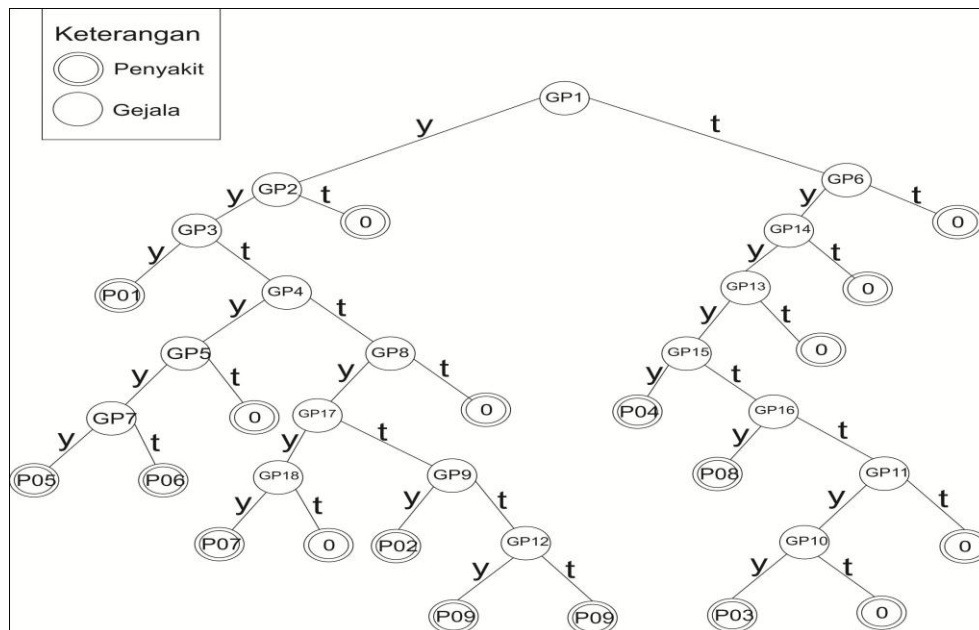 Keterangan
Penyakit
Gejala
GP1
y t
GP2 GP6
y t y t
GP3 0 GP14 0
y t y t
P01 GP4 GP13 0
y t y t
GP5 GP8 GP15 0
y t y t y t
GP7 0 GP17 0 P04 GP16
y t y t y t
P05 P06 GP18 GP9 P08 GP11
y t y t y t
P07 0 P02 GP12 GP10 0
y t y t
P09 P09 P03 0